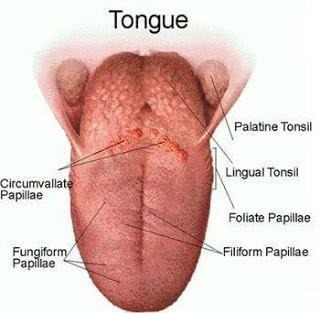 Tongue
Palatine Tonsil
Lingual Tonsil
Circumvallate
Papillae
Foliate Papillae
Fungiform
Papillae
Filiform Papillae